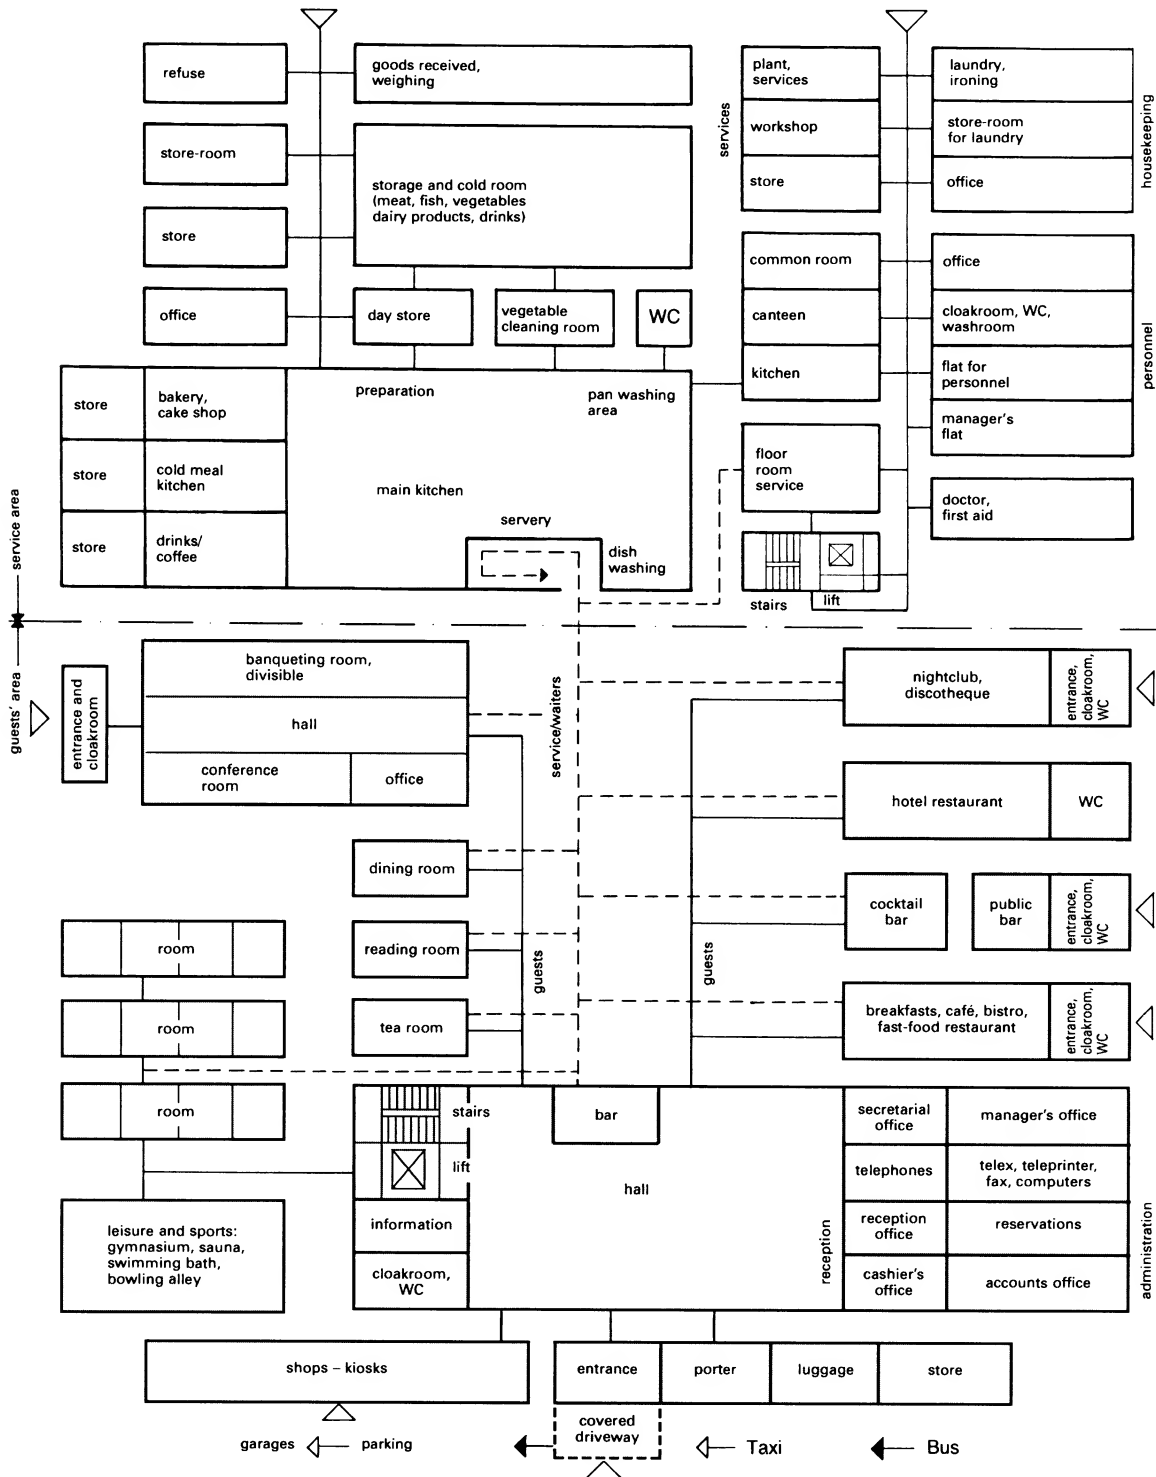 refuse
goods received,
weighing
store-room
storage and cold room
(meat, fish, vegetables
dairy products, drinks)
store
office
day store
vegetable
cleaning room
WC
services
plant,
services
workshop
store
laundry,
ironing
store-room
for laundry
office
housekeeping
common room
canteen
kitchen
office
cloakroom, WC,
washroom
flat for
personnel
manager's
flat
personnel
store
bakery,
cake shop
store
cold meal
kitchen
store
drinks/
coffee
preparation
pan washing
area
main kitchen
servery
dish
washing
floor
room
service
doctor,
first aid
stairs
lift
service area
guests' area
entrance and
cloakroom
banqueting room,
divisible
hall
conference
room
office
service/waiters
nightclub,
discotheque
entrance,
cloakroom,
WC
hotel restaurant
WC
dining room
cocktail
bar
public
bar
entrance,
cloakroom,
WC
reading room
guests
guests
tea room
breakfasts, café, bistro,
fast-food restaurant
entrance,
cloakroom,
WC
room
room
room
stairs
lift
bar
hall
information
cloakroom,
WC
leisure and sports:
gymnasium, sauna,
swimming bath,
bowling alley
reception
secretarial
office
manager's office
telephones
telex, teleprinter,
fax, computers
reception
office
reservations
cashier's
office
accounts office
administration
shops – kiosks
entrance
porter
luggage
store
garages
parking
covered
driveway
Taxi
Bus